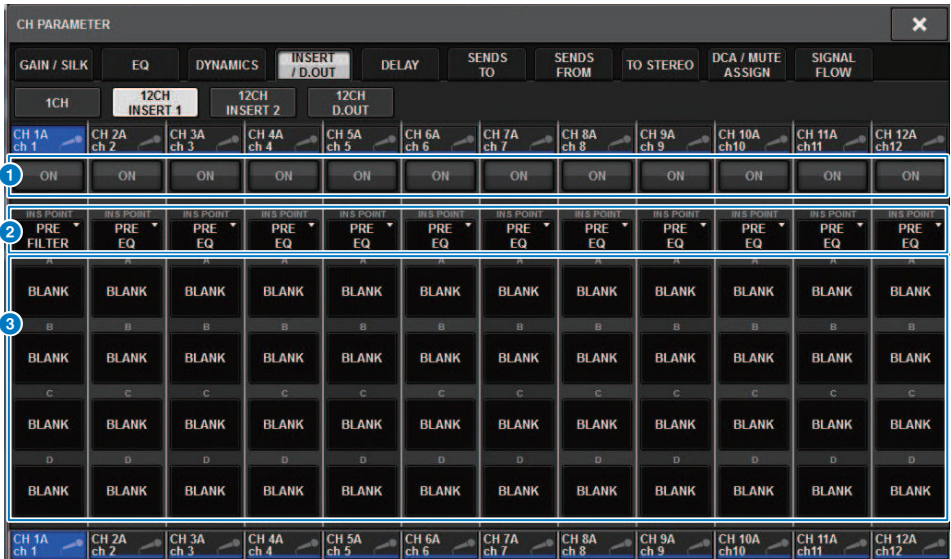 CH PARAMETER
GAIN / SILK EQ DYNAMICS INSERT / D.OUT DELAY SENDS TO SENDS FROM TO STEREO DCA / MUTE ASSIGN SIGNAL FLOW
1CH 12CH INSERT 1 12CH INSERT 2 12CH D.OUT
CH 1A CH 2A CH 3A CH 4A CH 5A CH 6A CH 7A CH 8A CH 9A CH 10A CH 11A CH 12A
ch 1 ch 2 ch 3 ch 4 ch 5 ch 6 ch 7 ch 8 ch 9 ch10 ch11 ch12
1 ON ON ON ON ON ON ON ON ON ON ON ON
INS POINT INS POINT INS POINT INS POINT INS POINT INS POINT INS POINT INS POINT INS POINT INS POINT INS POINT INS POINT
2 PRE PRE PRE PRE PRE PRE PRE PRE PRE PRE PRE PRE
FILTER EQ EQ EQ EQ EQ EQ EQ EQ EQ EQ EQ
A A A A A A A A A A A A
BLANK BLANK BLANK BLANK BLANK BLANK BLANK BLANK BLANK BLANK BLANK BLANK
3 B B B B B B B B B B B B
BLANK BLANK BLANK BLANK BLANK BLANK BLANK BLANK BLANK BLANK BLANK BLANK
C C C C C C C C C C C C
BLANK BLANK BLANK BLANK BLANK BLANK BLANK BLANK BLANK BLANK BLANK BLANK
D D D D D D D D D D D D
BLANK BLANK BLANK BLANK BLANK BLANK BLANK BLANK BLANK BLANK BLANK BLANK
CH 1A CH 2A CH 3A CH 4A CH 5A CH 6A CH 7A CH 8A CH 9A CH 10A CH 11A CH 12A
ch 1 ch 2 ch 3 ch 4 ch 5 ch 6 ch 7 ch 8 ch 9 ch10 ch11 ch12